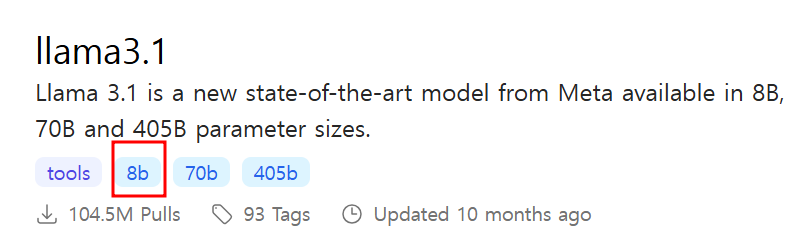 llama3.1
Llama 3.1 is a new state-of-the-art model from Meta available in 8B,
70B and 405B parameter sizes.
tools 8b 70b 405b
104.5M Pulls 93 Tags Updated 10 months ago